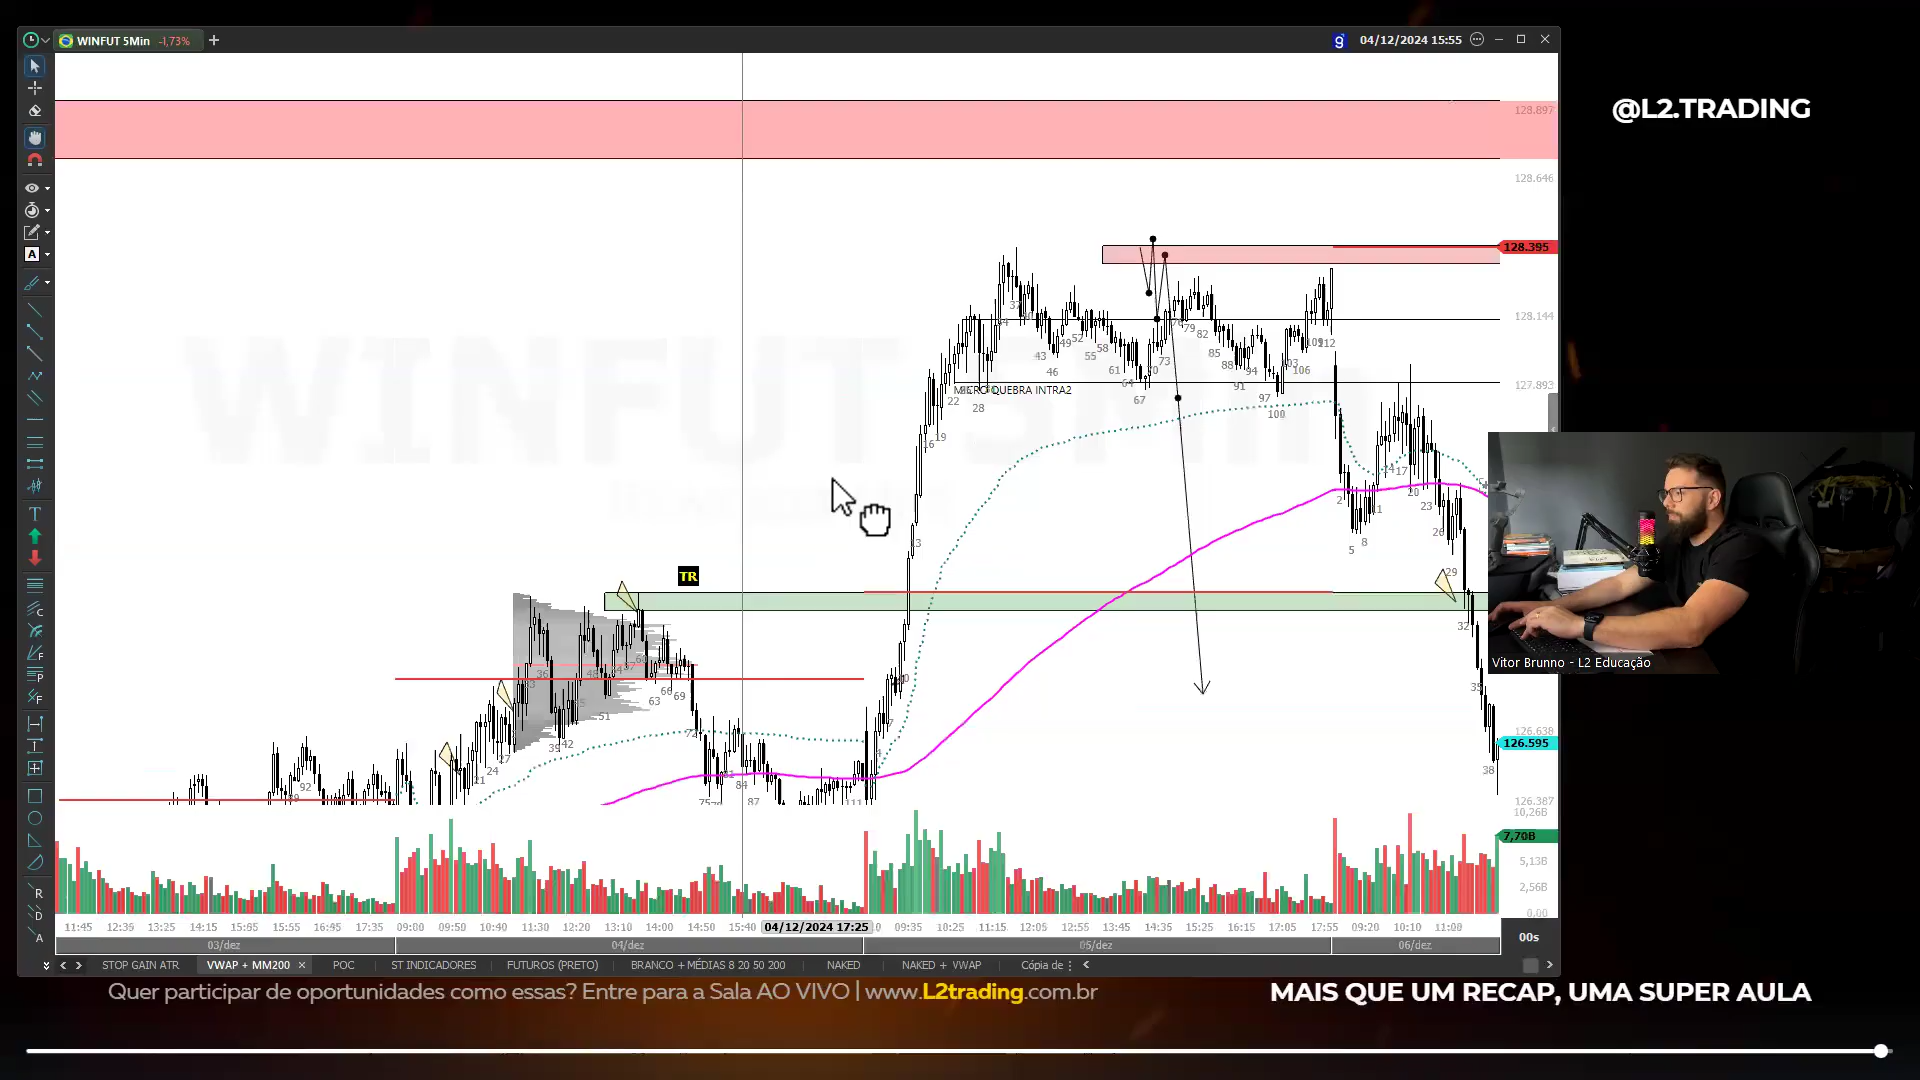 WINFUT 5Min -1,73%
04/12/2024 15:55
@L2.TRADING
128.897
128.646
128.395
128.144
127.893
WINFUT 5Min
MICRO QUEBRA INTRA2
TR
Vitor Brunno - L2 Educação
126.638
126.595
126.387
10,26B
7,70B
5,13B
2,56B
0,00
11:45 12:35 13:25 14:15 15:05 15:55 16:45 17:35 09:00 09:50 10:40 11:30 12:20 13:10 14:00 14:50 15:40 04/12/2024 17:25 09:35 10:25 11:15 12:05 12:55 13:45 14:35 15:25 16:15 17:05 17:55 09:20 10:10 11:00
00s
03/dez 04/dez 05/dez 06/dez
STOP GAIN ATR VWAP + MM200 POC ST INDICADORES FUTUROS (PRETO) BRANCO + MÉDIAS 8 20 50 200 NAKED NAKED + VWAP Cópia de
Quer participar de oportunidades como essas? Entre para a Sala AO VIVO | www.L2trading.com.br
MAIS QUE UM RECAP, UMA SUPER AULA